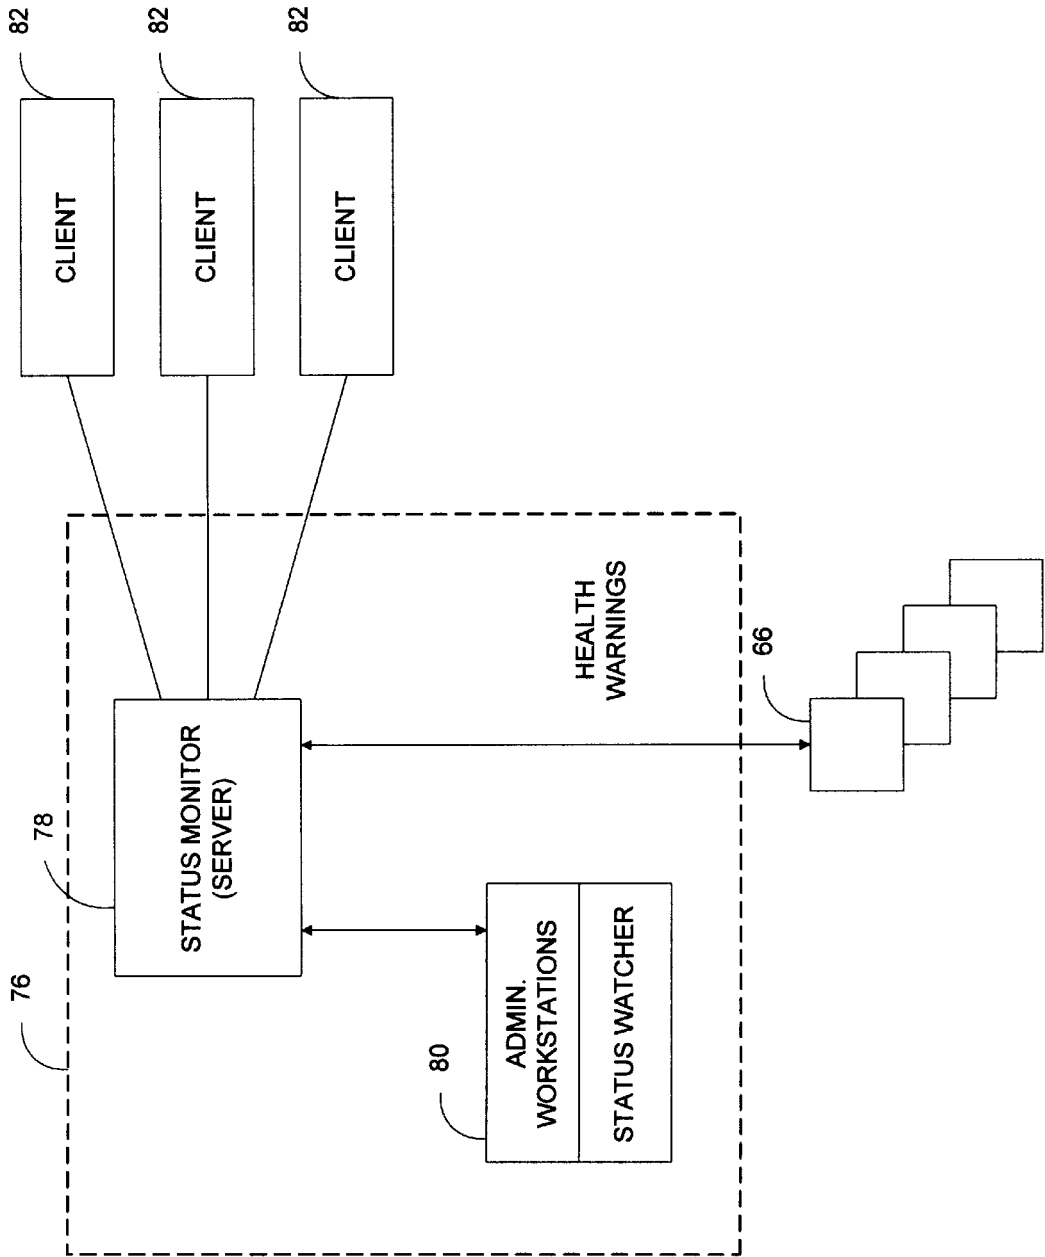 76
78
STATUS MONITOR
(SERVER)
80
ADMIN.
WORKSTATIONS
STATUS WATCHER
HEALTH
WARNINGS
66
CLIENT
82
CLIENT
82
CLIENT
82